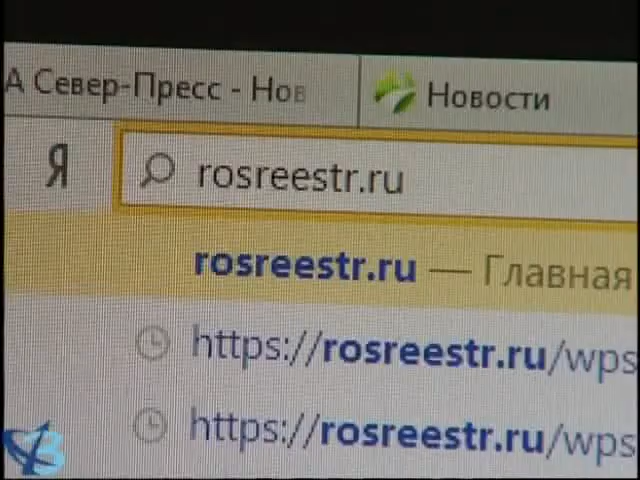 А Север-Пресс - Нов
Новости
Я
rosreestr.ru
rosreestr.ru — Главная
https://rosreestr.ru/wps
https://rosreestr.ru/wps